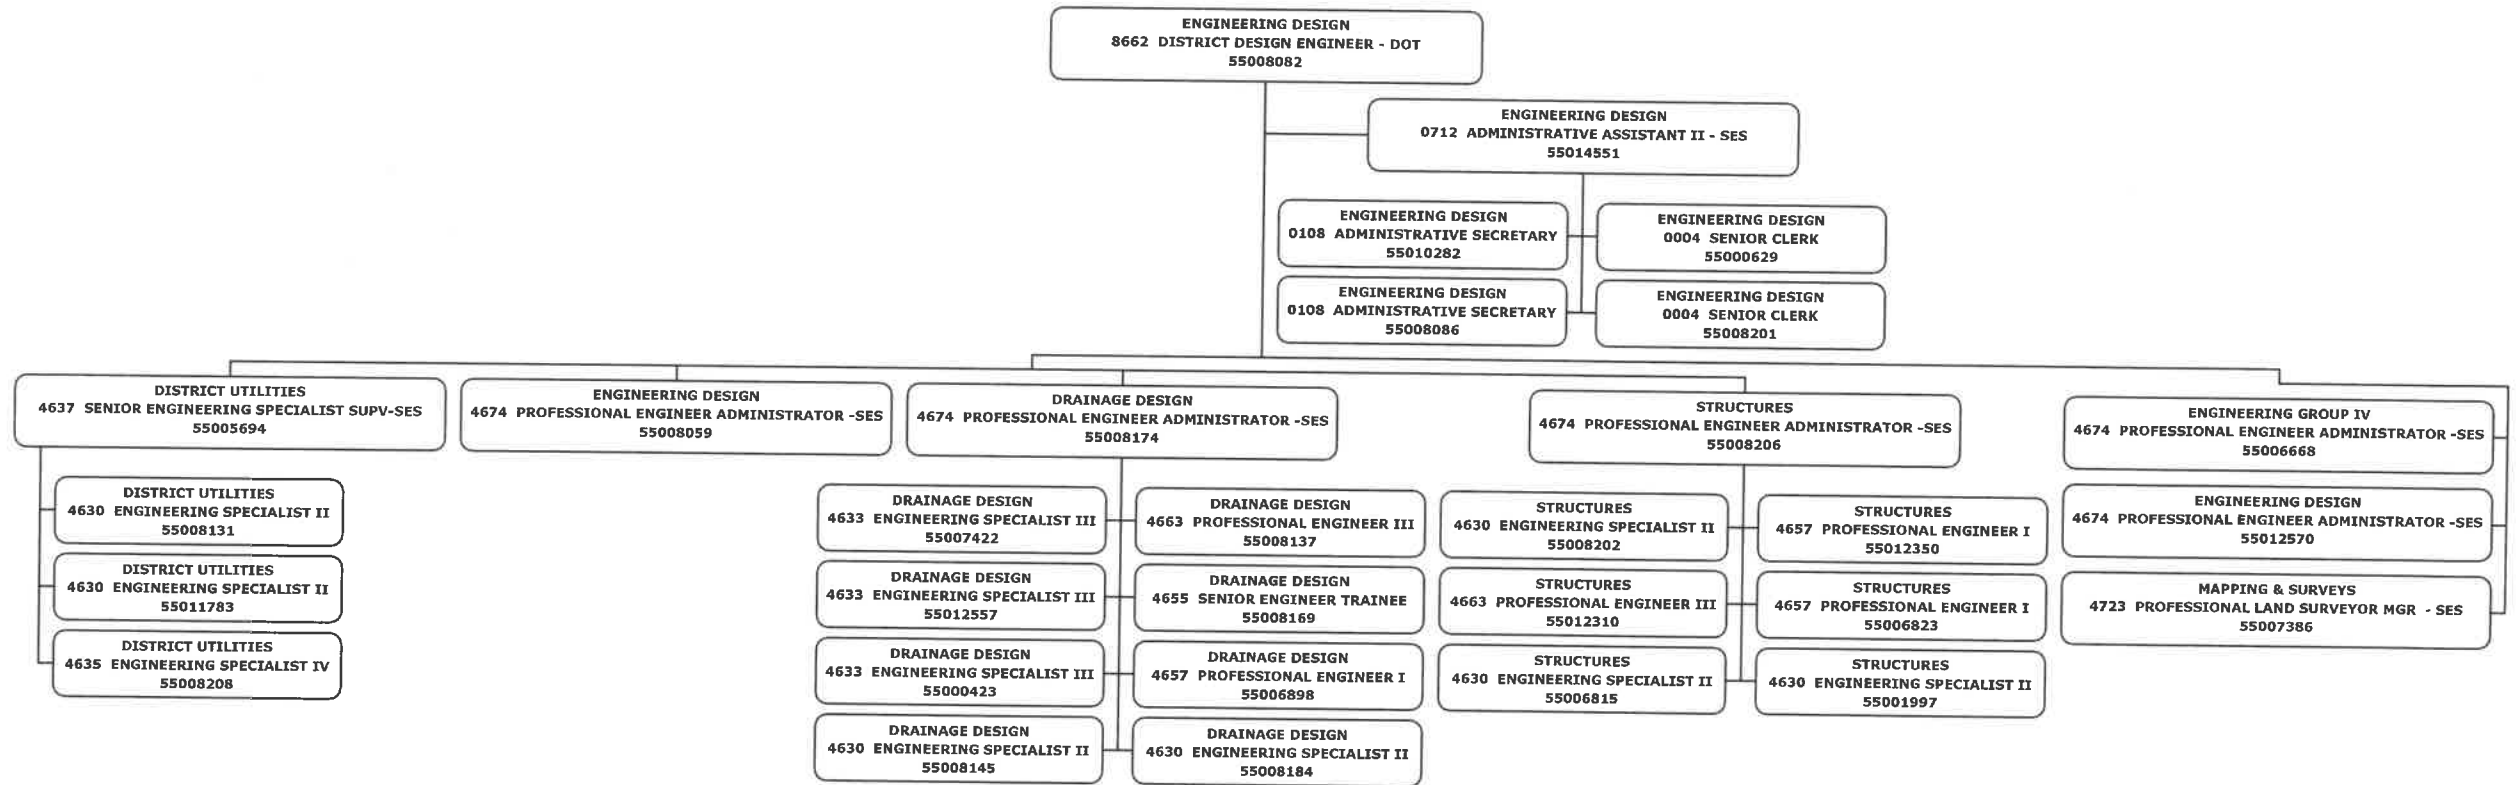 ENGINEERING DESIGN
8662 DISTRICT DESIGN ENGINEER - DOT
55008082
ENGINEERING DESIGN
0712 ADMINISTRATIVE ASSISTANT II - SES
55014551
ENGINEERING DESIGN
0108 ADMINISTRATIVE SECRETARY
55010282
ENGINEERING DESIGN
0004 SENIOR CLERK
55000629
ENGINEERING DESIGN
0108 ADMINISTRATIVE SECRETARY
55008086
ENGINEERING DESIGN
0004 SENIOR CLERK
55008201
DISTRICT UTILITIES
4637 SENIOR ENGINEERING SPECIALIST SUPV-SES
55005694
ENGINEERING DESIGN
4674 PROFESSIONAL ENGINEER ADMINISTRATOR -SES
55008059
DRAINAGE DESIGN
4674 PROFESSIONAL ENGINEER ADMINISTRATOR -SES
55008174
STRUCTURES
4674 PROFESSIONAL ENGINEER ADMINISTRATOR -SES
55008206
ENGINEERING GROUP IV
4674 PROFESSIONAL ENGINEER ADMINISTRATOR -SES
55006668
DISTRICT UTILITIES
4630 ENGINEERING SPECIALIST II
55008131
DISTRICT UTILITIES
4630 ENGINEERING SPECIALIST II
55011783
DISTRICT UTILITIES
4635 ENGINEERING SPECIALIST IV
55008208
DRAINAGE DESIGN
4633 ENGINEERING SPECIALIST III
55007422
DRAINAGE DESIGN
4663 PROFESSIONAL ENGINEER III
55008137
DRAINAGE DESIGN
4633 ENGINEERING SPECIALIST III
55012557
DRAINAGE DESIGN
4655 SENIOR ENGINEER TRAINEE
55008169
DRAINAGE DESIGN
4633 ENGINEERING SPECIALIST III
55000423
DRAINAGE DESIGN
4657 PROFESSIONAL ENGINEER I
55006898
DRAINAGE DESIGN
4630 ENGINEERING SPECIALIST II
55008145
DRAINAGE DESIGN
4630 ENGINEERING SPECIALIST II
55008184
STRUCTURES
4630 ENGINEERING SPECIALIST II
55008202
STRUCTURES
4657 PROFESSIONAL ENGINEER I
55012350
STRUCTURES
4663 PROFESSIONAL ENGINEER III
55012310
STRUCTURES
4657 PROFESSIONAL ENGINEER I
55006823
STRUCTURES
4630 ENGINEERING SPECIALIST II
55006815
STRUCTURES
4630 ENGINEERING SPECIALIST II
55001997
ENGINEERING DESIGN
4674 PROFESSIONAL ENGINEER ADMINISTRATOR -SES
55012570
MAPPING & SURVEYS
4723 PROFESSIONAL LAND SURVEYOR MGR - SES
55007386